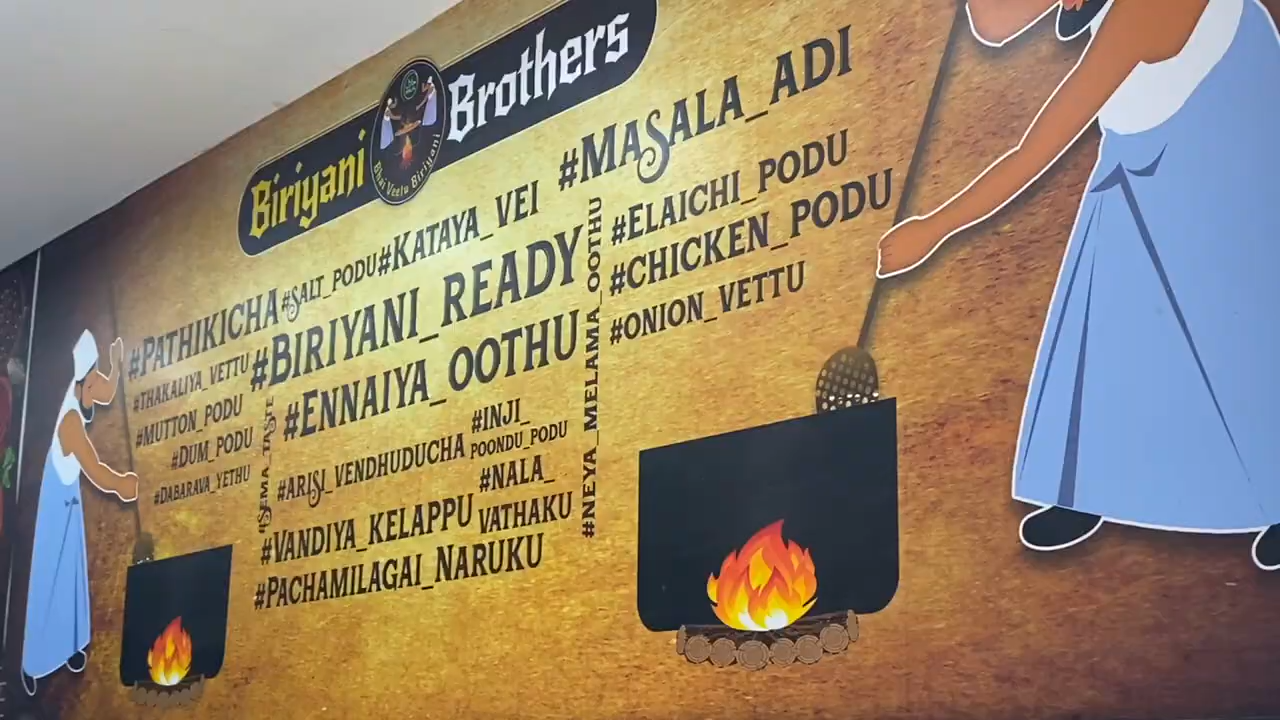 Biriyani Brothers
Bhai Veetu Biriyani
#MASALA_ADI
#KATAYA_VEI
#SALT_PODU
#PATHIKICHA
#ELAICHI_PODU
#CHICKEN_PODU
#ONION_VETTU
#BIRIYANI_READY
#THAKALIYA_VETTU
#ENNAIYA_OOTHU
#MUTTON_PODU
#DUM_PODU
#DABARAVA_YETHU
#SEMA_TASTE
#NEYA_MELAMA_OOTHU
#INJI_
POONDU_PODU
#ARISI_VENDHUDUCHA
#NALA_
VATHAKU
#VANDIYA_KELAPPU
#PACHAMILAGAI_NARUKU